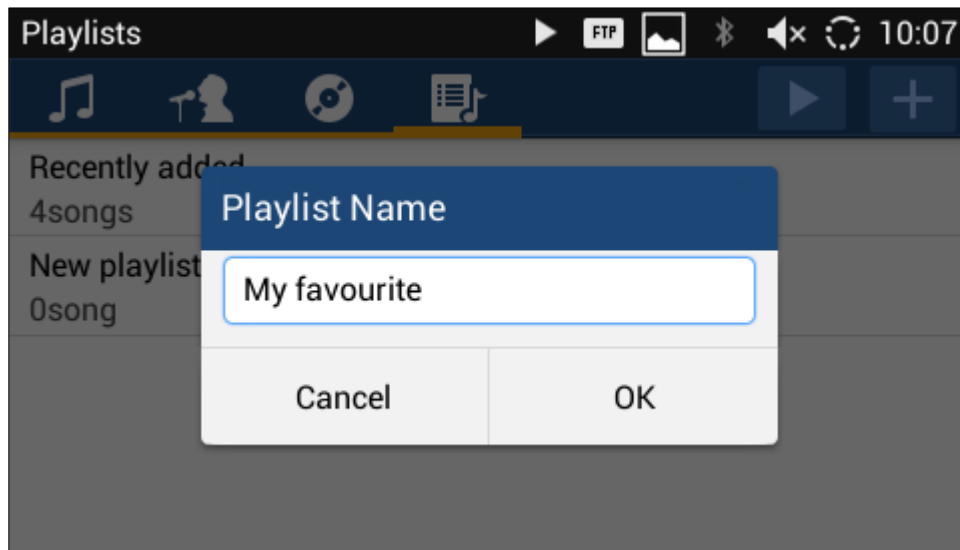 Playlists
FTP
10:07
Recently added
4songs
Playlist Name
New playlist
My favourite
0song
Cancel
OK